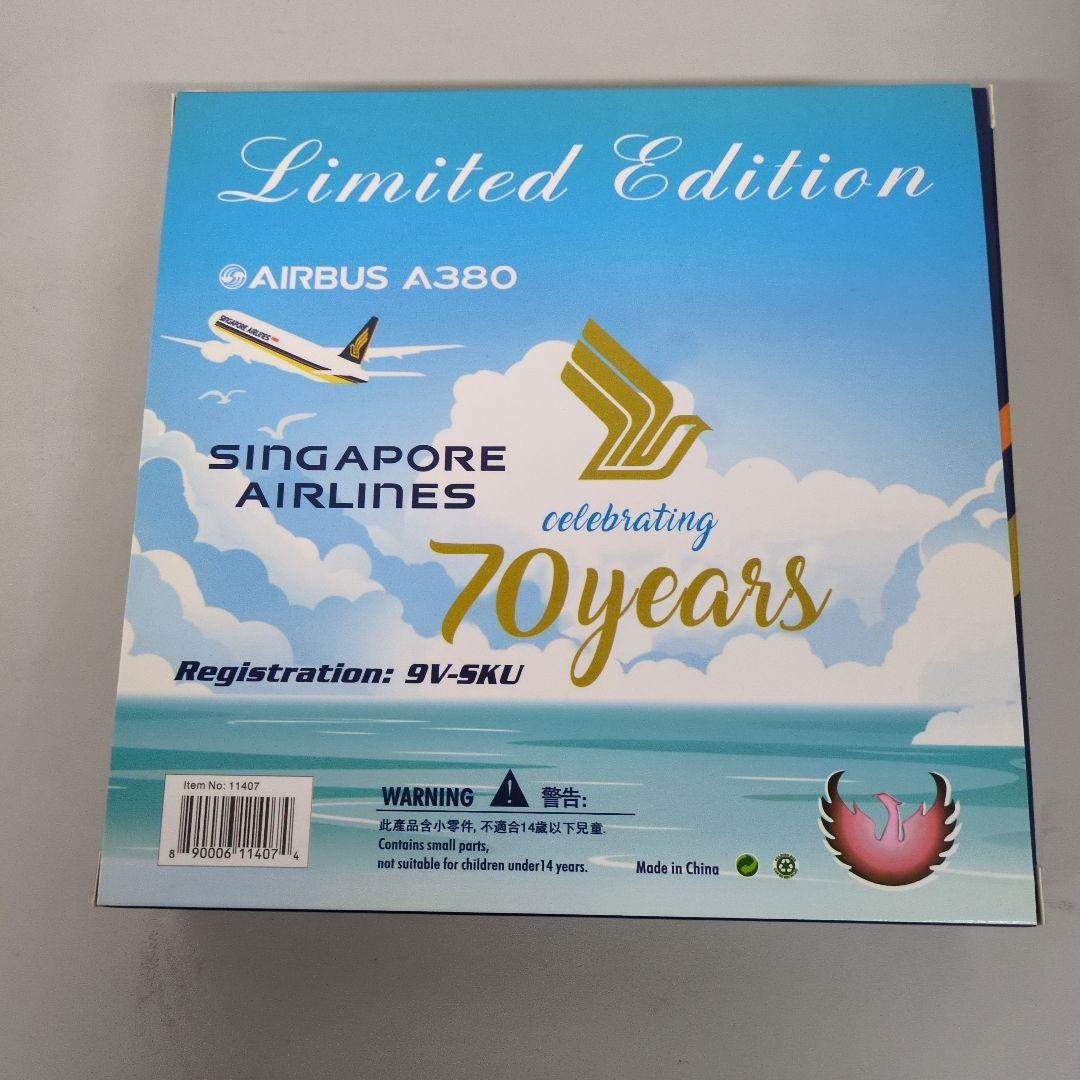 Limited Edition
AIRBUS A380
SINGAPORE AIRLINES
SINGAPORE
AIRLINES
celebrating
70 years
Registration: 9V-SKU
Item No: 11407
8 90006 11407 4
WARNING 警告:
此產品含小零件, 不適合14歲以下兒童.
Contains small parts,
not suitable for children under14 years.
Made in China